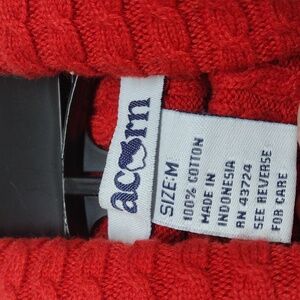 acorn
SIZE:M
100% COTTON
MADE IN
INDONESIA
RN 43724
SEE REVERSE
FOR CARE